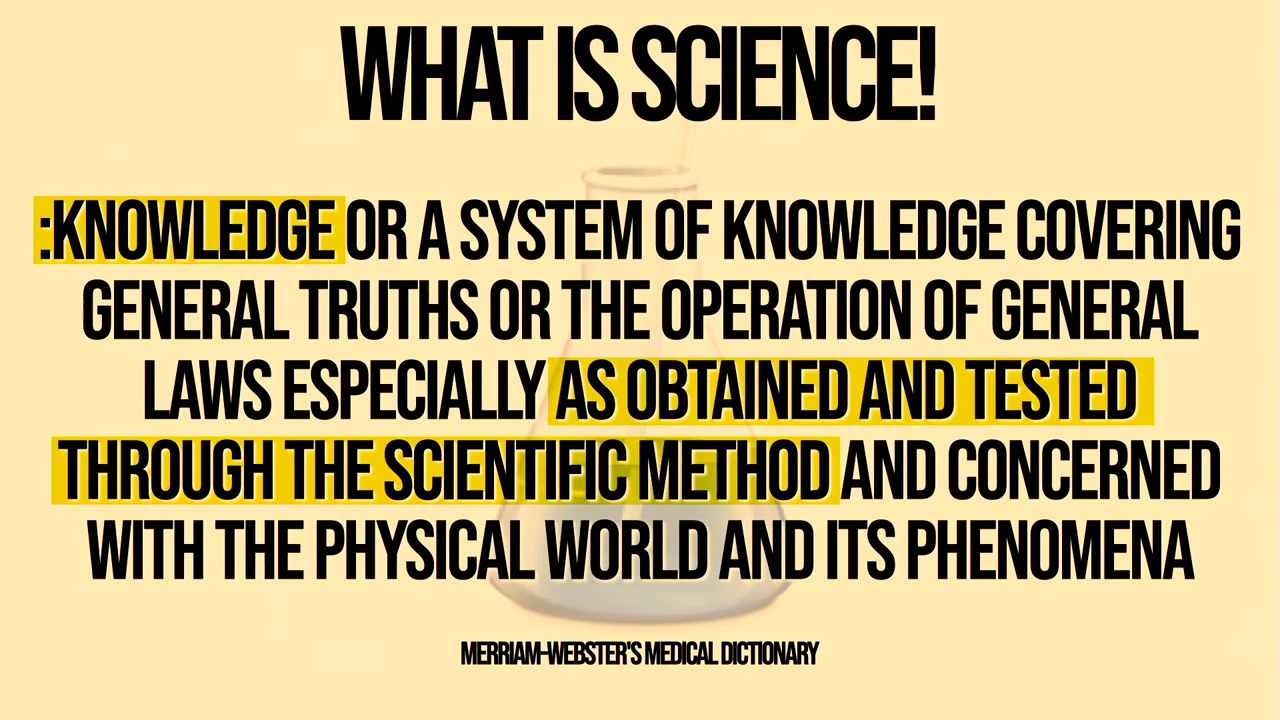 WHAT IS SCIENCE!
:KNOWLEDGE OR A SYSTEM OF KNOWLEDGE COVERING
GENERAL TRUTHS OR THE OPERATION OF GENERAL
LAWS ESPECIALLY AS OBTAINED AND TESTED
THROUGH THE SCIENTIFIC METHOD AND CONCERNED
WITH THE PHYSICAL WORLD AND ITS PHENOMENA
MERRIAM-WEBSTER'S MEDICAL DICTIONARY